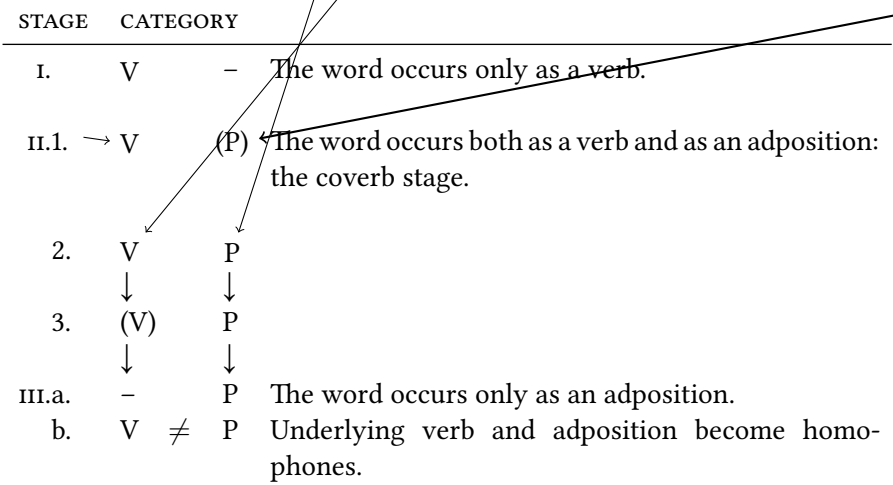 STAGE CATEGORY
I. V – The word occurs only as a verb.
II.1. → V (P) The word occurs both as a verb and as an adposition:
the coverb stage.
2. V P
↓ ↓
3. (V) P
↓ ↓
III.a. – P The word occurs only as an adposition.
b. V ≠ P Underlying verb and adposition become homo-
phones.